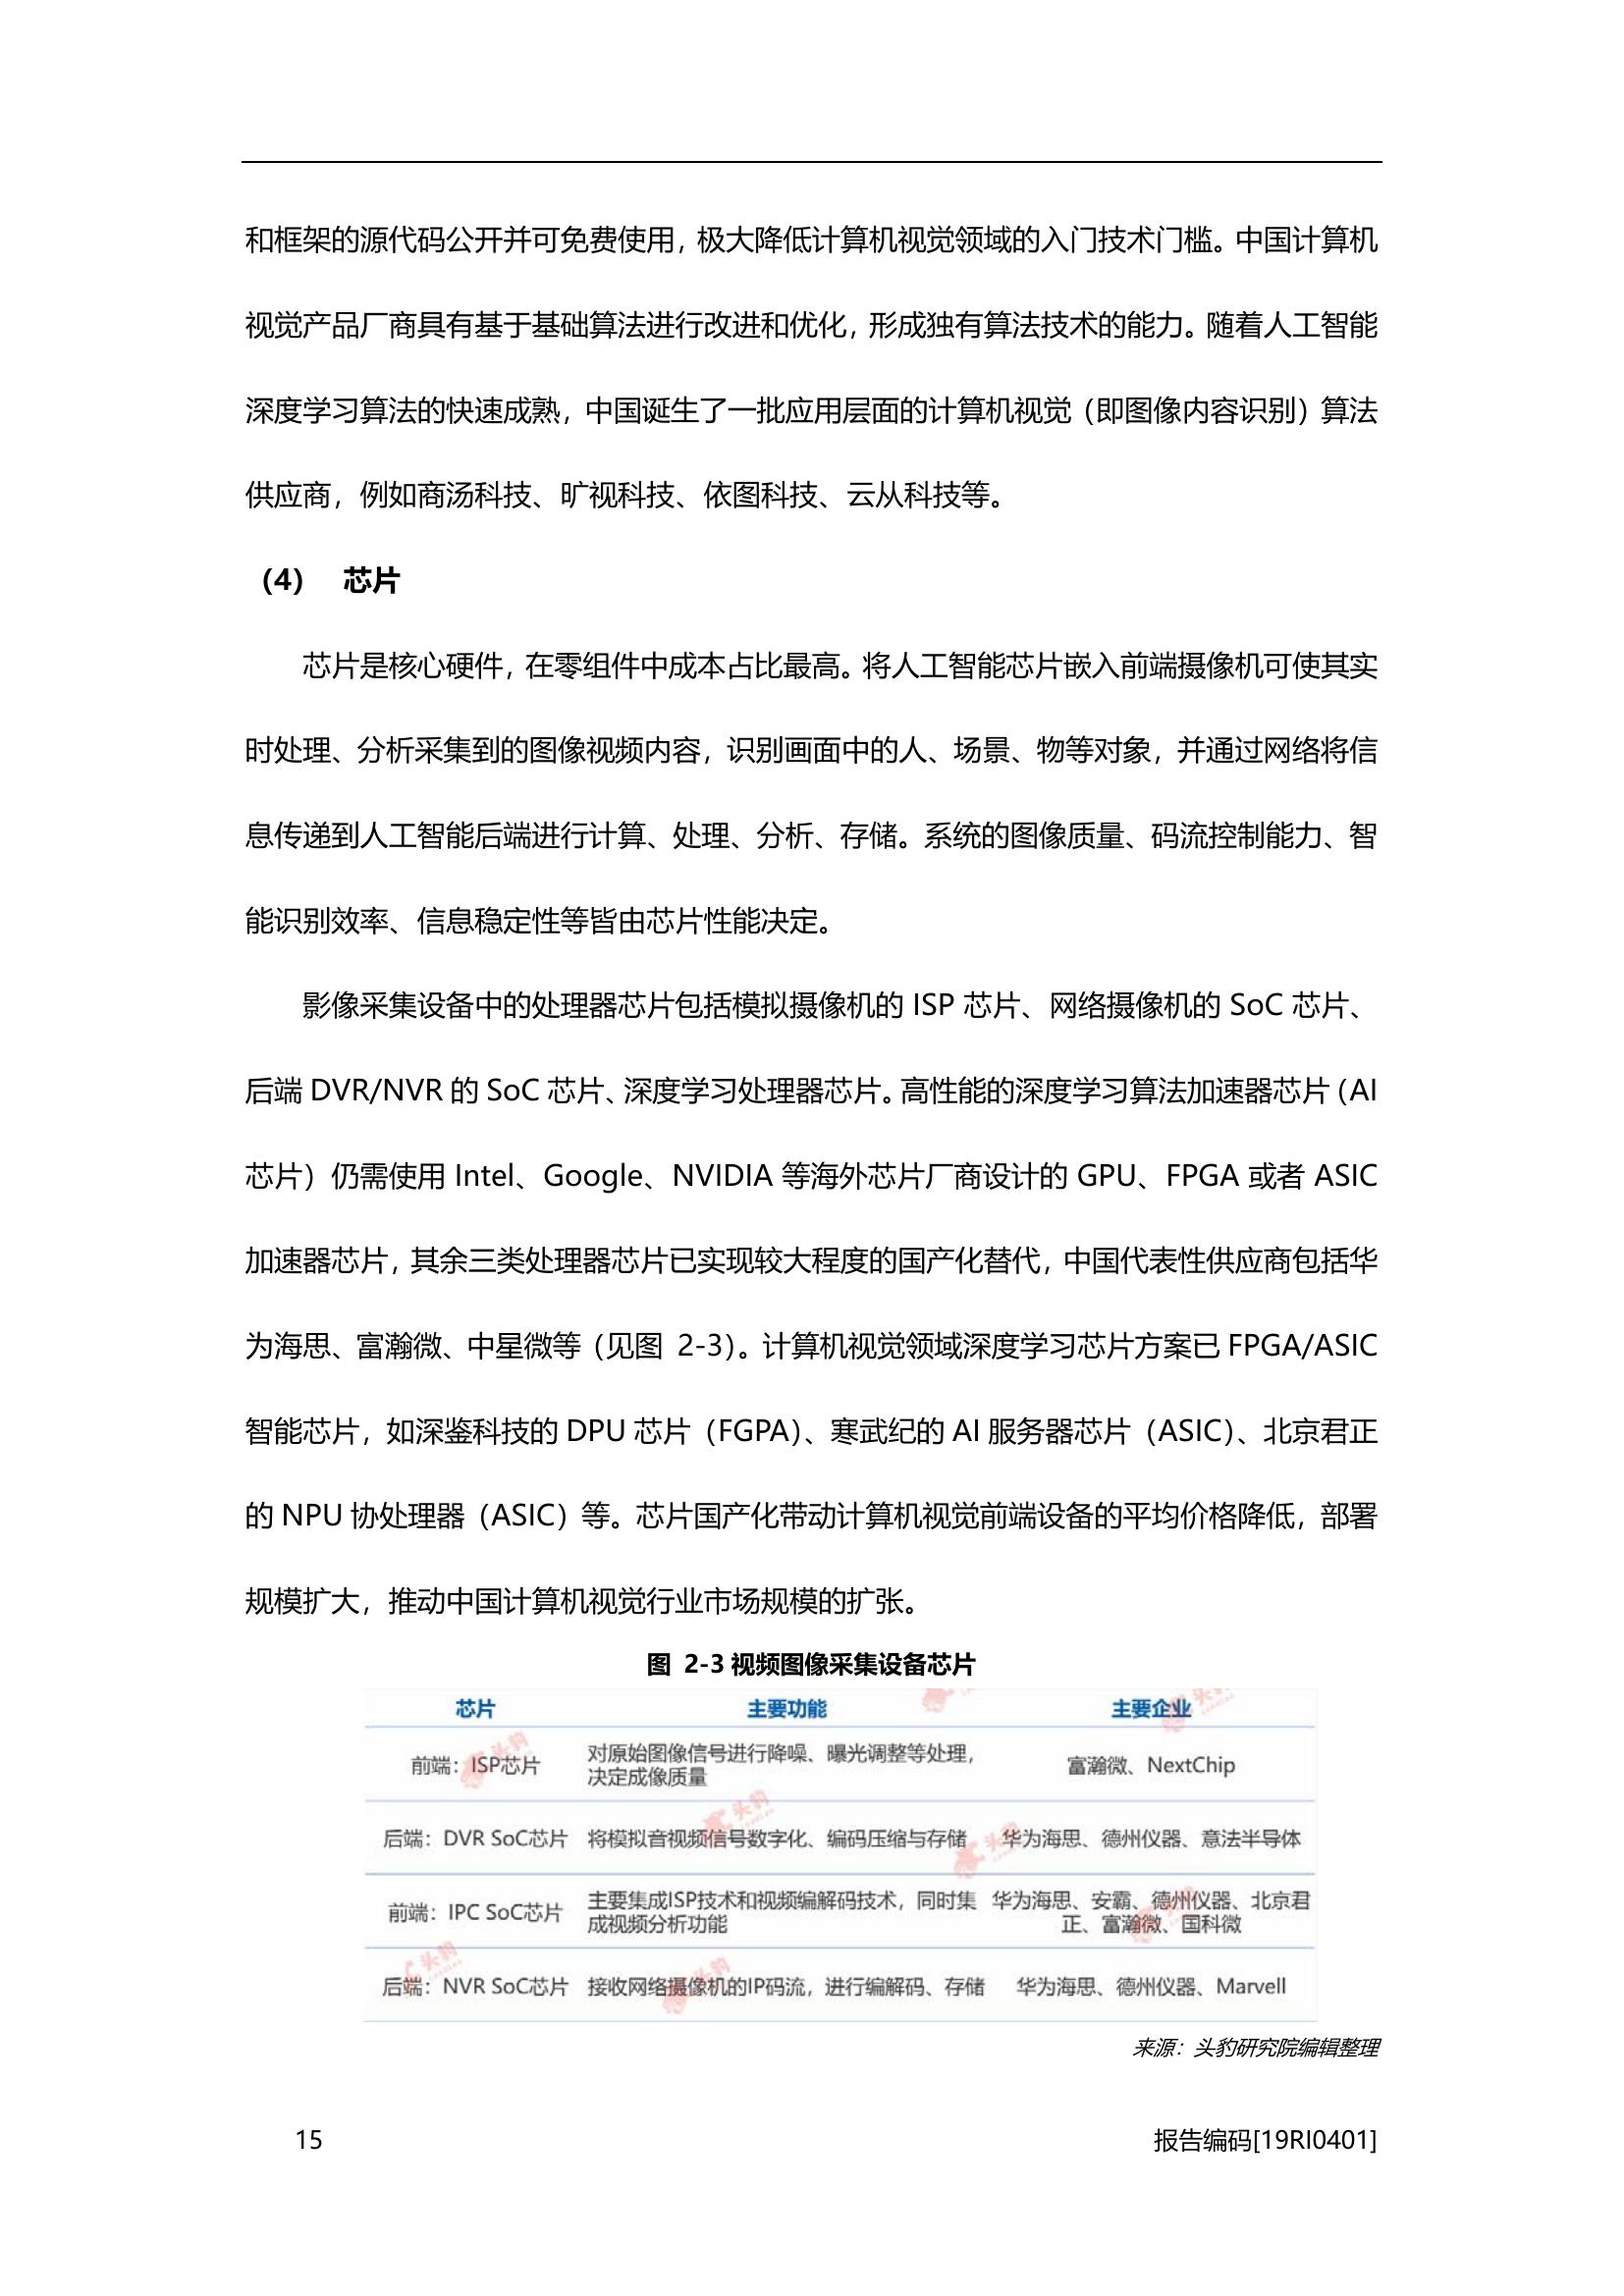 和框架的源代码公开并可免费使用，极大降低计算机视觉领域的入门技术门槛。中国计算机
视觉产品厂商具有基于基础算法进行改进和优化，形成独有算法技术的能力。随着人工智能
深度学习算法的快速成熟，中国诞生了一批应用层面的计算机视觉（即图像内容识别）算法
供应商，例如商汤科技、旷视科技、依图科技、云从科技等。
（4） 芯片
芯片是核心硬件，在零组件中成本占比最高。将人工智能芯片嵌入前端摄像机可使其实
时处理、分析采集到的图像视频内容，识别画面中的人、场景、物等对象，并通过网络将信
息传递到人工智能后端进行计算、处理、分析、存储。系统的图像质量、码流控制能力、智
能识别效率、信息稳定性等皆由芯片性能决定。
影像采集设备中的处理器芯片包括模拟摄像机的 ISP 芯片、网络摄像机的 SoC 芯片、
后端 DVR/NVR 的 SoC 芯片、深度学习处理器芯片。高性能的深度学习算法加速器芯片（AI
芯片）仍需使用 Intel、Google、NVIDIA 等海外芯片厂商设计的 GPU、FPGA 或者 ASIC
加速器芯片，其余三类处理器芯片已实现较大程度的国产化替代，中国代表性供应商包括华
为海思、富瀚微、中星微等（见图 2-3）。计算机视觉领域深度学习芯片方案已 FPGA/ASIC
智能芯片，如深鉴科技的 DPU 芯片（FGPA）、寒武纪的 AI 服务器芯片（ASIC）、北京君正
的 NPU 协处理器（ASIC）等。芯片国产化带动计算机视觉前端设备的平均价格降低，部署
规模扩大，推动中国计算机视觉行业市场规模的扩张。
图 2-3 视频图像采集设备芯片
芯片 主要功能 主要企业
前端：ISP芯片 对原始图像信号进行降噪、曝光调整等处理，
决定成像质量 富瀚微、NextChip
后端：DVR SoC芯片 将模拟音视频信号数字化、编码压缩与存储 华为海思、德州仪器、意法半导体
前端：IPC SoC芯片 主要集成ISP技术和视频编解码技术，同时集 华为海思、安霸、德州仪器、北京君
成视频分析功能 正、富瀚微、国科微
后端：NVR SoC芯片 接收网络摄像机的IP码流，进行编解码、存储 华为海思、德州仪器、Marvell
来源：头豹研究院编辑整理
15 报告编码[19RI0401]